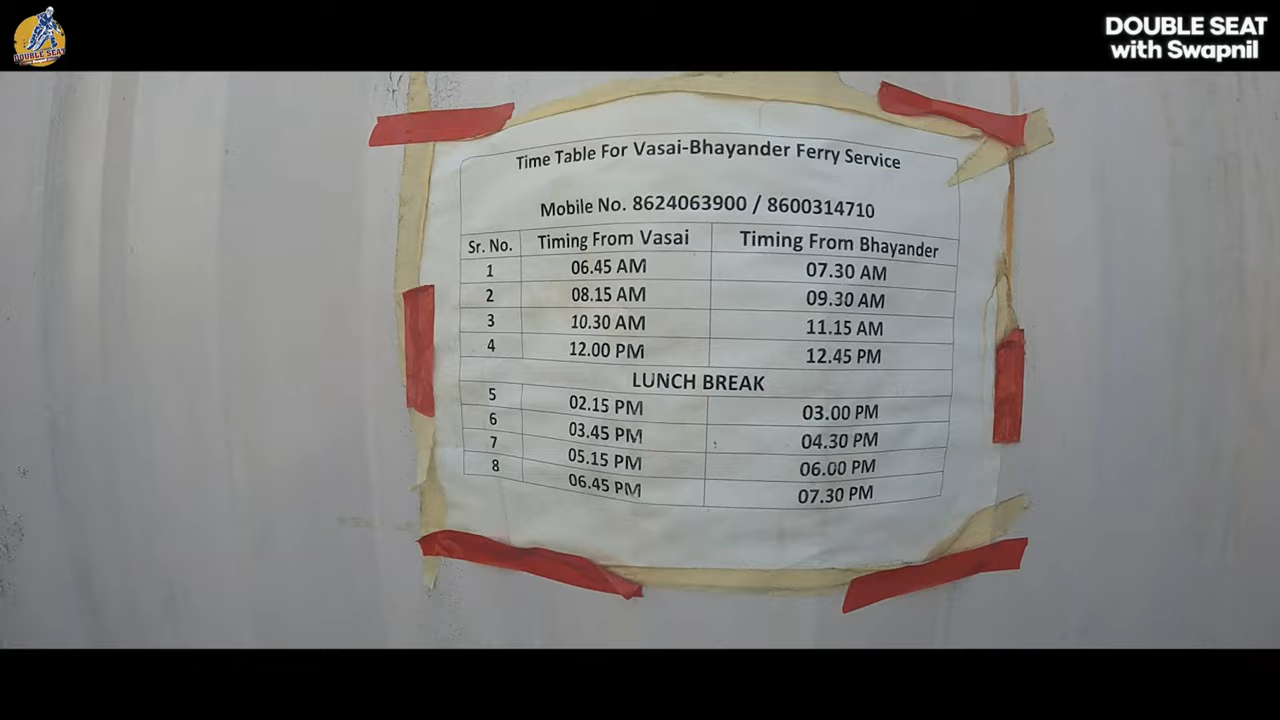 DOUBLE SEAT
DOUBLE SEAT
with Swapnil
Time Table For Vasai-Bhayander Ferry Service
Mobile No. 8624063900 / 8600314710
Sr. No. Timing From Vasai Timing From Bhayander
1 06.45 AM 07.30 AM
2 08.15 AM 09.30 AM
3 10.30 AM 11.15 AM
4 12.00 PM 12.45 PM
LUNCH BREAK
5 02.15 PM 03.00 PM
6 03.45 PM 04.30 PM
7 05.15 PM 06.00 PM
8 06.45 PM 07.30 PM